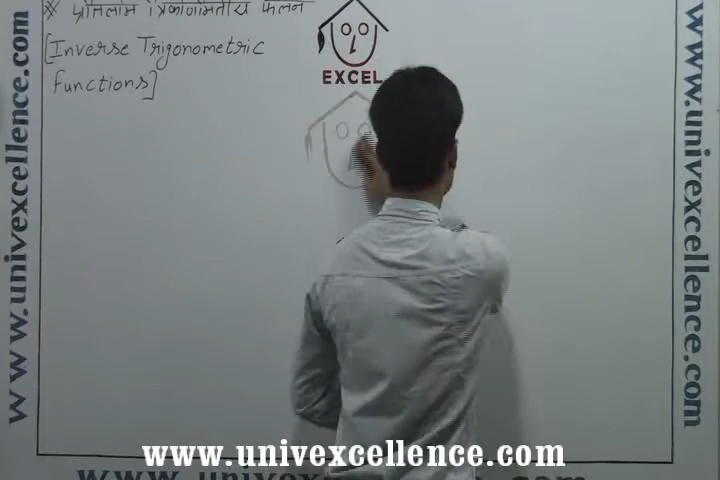 ※ प्रतिलोम त्रिकोणमितीय फलन
[Inverse Trigonometric
Functions]
EXCEL
www.univexcellence.com
www.univexcellence.com
www.univexcellence.com